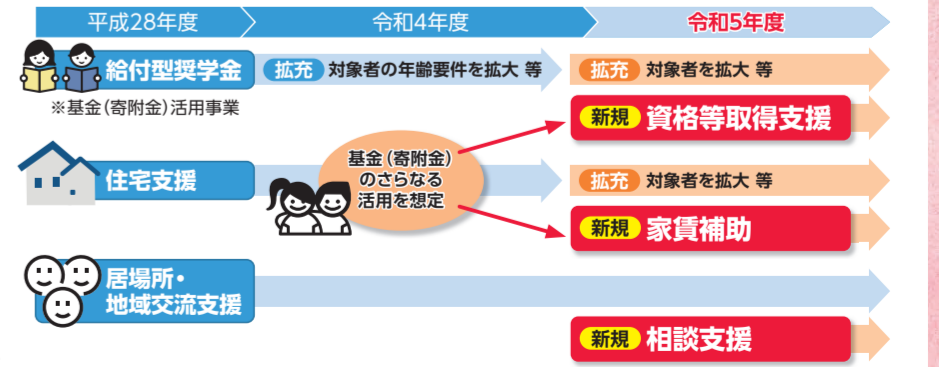 平成28年度
令和4年度
令和5年度
給付型奨学金
拡充 対象者の年齢要件を拡大 等
拡充 対象者を拡大 等
※基金(寄附金)活用事業
新規 資格等取得支援
基金(寄附金)
のさらなる
活用を想定
住宅支援
拡充 対象者を拡大 等
新規 家賃補助
居場所・
地域交流支援
新規 相談支援